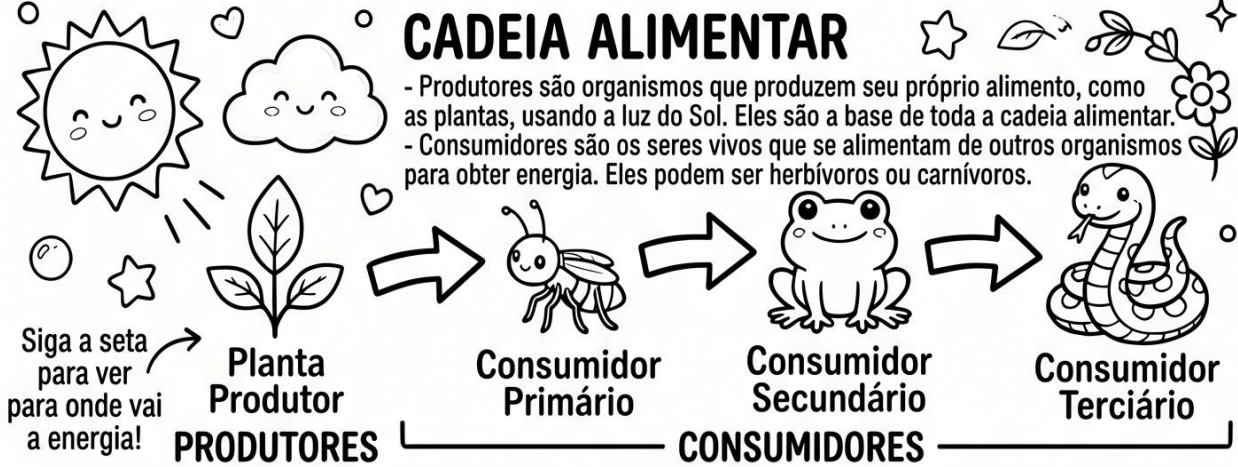 CADEIA ALIMENTAR
- Produtores são organismos que produzem seu próprio alimento, como
as plantas, usando a luz do Sol. Eles são a base de toda a cadeia alimentar.
- Consumidores são os seres vivos que se alimentam de outros organismos
para obter energia. Eles podem ser herbívoros ou carnívoros.
Siga a seta
para ver
para onde vai
a energia!
Planta
Produtor
Consumidor
Primário
Consumidor
Secundário
Consumidor
Terciário
PRODUTORES
CONSUMIDORES